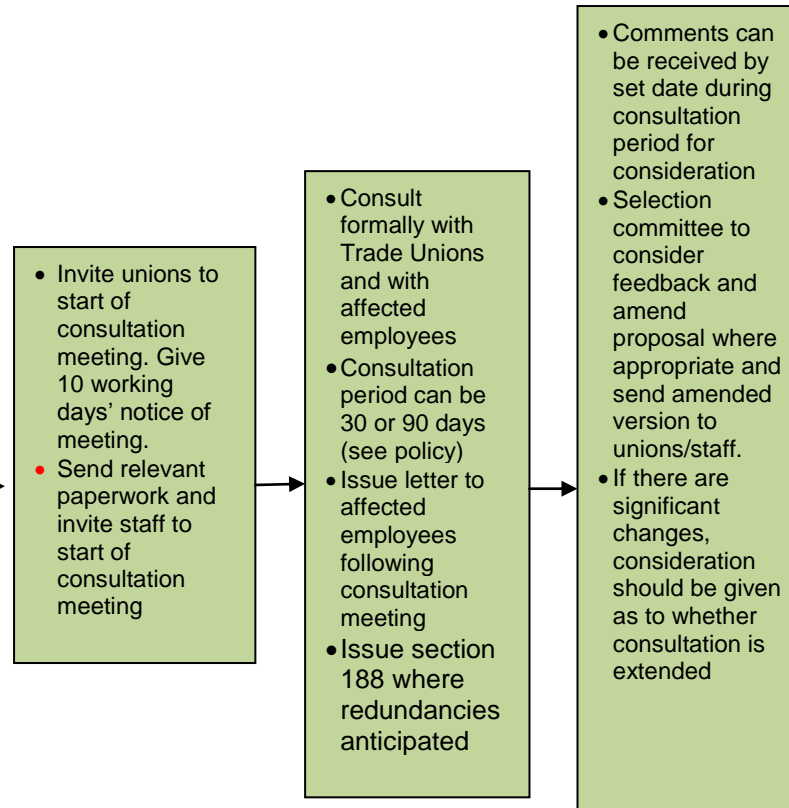 • Invite unions to
start of
consultation
meeting. Give
10 working
days’ notice of
meeting.
• Send relevant
paperwork and
invite staff to
start of
consultation
meeting
• Consult
formally with
Trade Unions
and with
affected
employees
• Consultation
period can be
30 or 90 days
(see policy)
• Issue letter to
affected
employees
following
consultation
meeting
• Issue section
188 where
redundancies
anticipated
• Comments can
be received by
set date during
consultation
period for
consideration
• Selection
committee to
consider
feedback and
amend
proposal where
appropriate and
send amended
version to
unions/staff.
• If there are
significant
changes,
consideration
should be given
as to whether
consultation is
extended